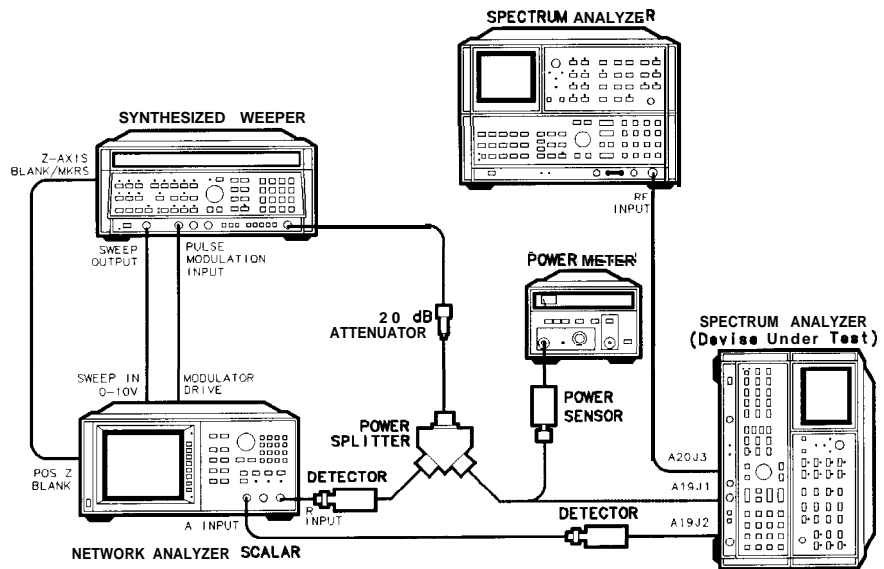 SPECTRUM ANALYZER
SYNTHESIZED WEEPER
Z-AXIS
BLANK/MKRS
RF
INPUT
SWEEP
OUTPUT
PULSE
MODULATION
INPUT
POWER METER
20 dB
ATTENUATOR
SPECTRUM ANALYZER
(Devise Under Test)
SWEEP IN
0-10V
MODULATOR
DRIVE
POWER
SENSOR
POWER
SPLITTER
A20J3
POS Z
BLANK
DETECTOR
A19J1
A INPUT
R
INPUT
DETECTOR
A19J2
NETWORK ANALYZER SCALAR